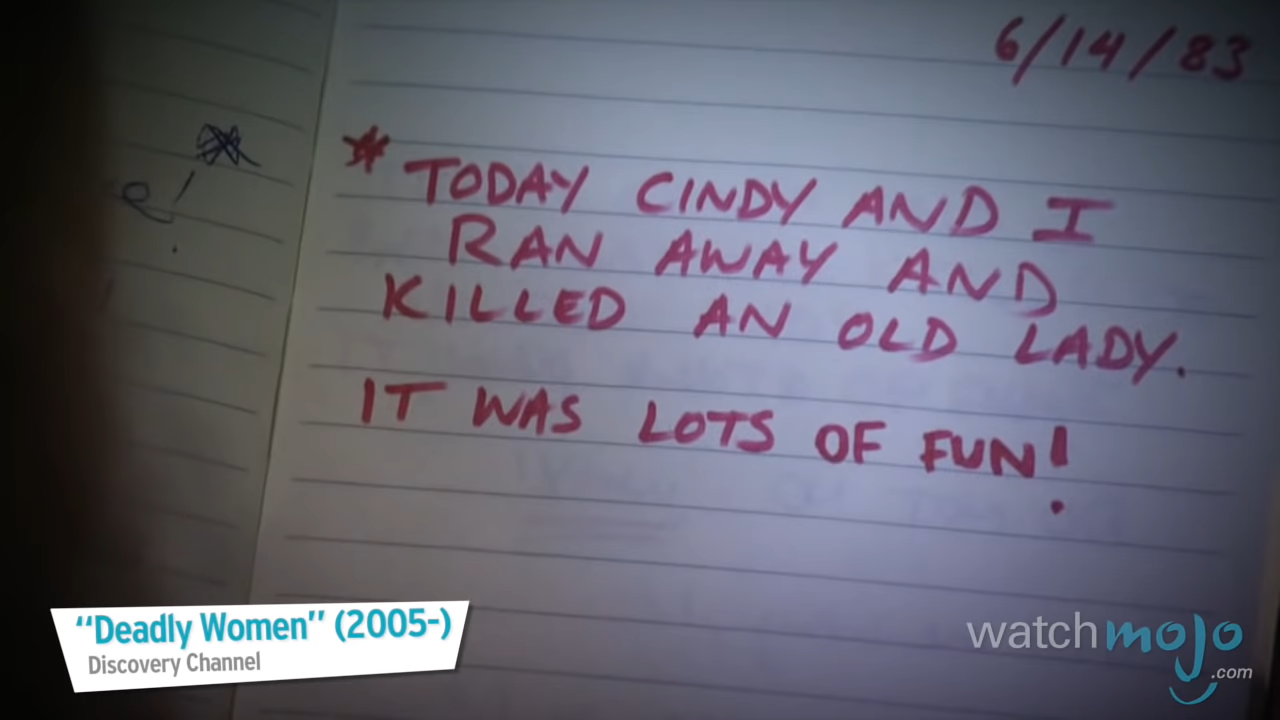 6/14/83
* TODAY CINDY AND I
RAN AWAY AND
KILLED AN OLD LADY.
IT WAS LOTS OF FUN!
e!
"Deadly Women" (2005-)
Discovery Channel
watchmojo
.com